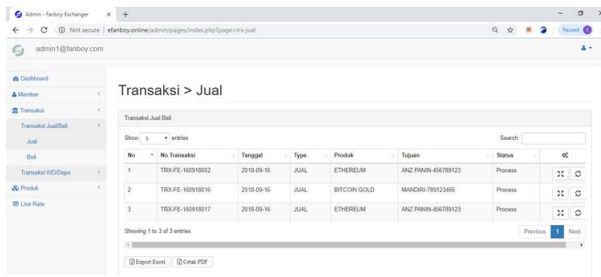 Admin - Fanboy Exchanger
Not secure | efanboy.online/admin/pages/index.php?page=trx-jual
Paused
admin1@fanboy.com
Dashboard
Member
Transaksi
Transaksi Jual/Beli
Jual
Beli
Transaksi WD/Depo
Produk
Live Rate
Transaksi > Jual
Transaksi Jual Beli
Show 5 entries
Search
No No Transaksi Tanggal Type Produk Tujuan Status
1 TRX-FE-160918002 2018-09-16 JUAL ETHEREUM ANZ PANIN-456789123 Process
2 TRX-FE-160918016 2018-09-16 JUAL BITCOIN GOLD MANDIRI-789123456 Process
3 TRX-FE-160918017 2018-09-16 JUAL ETHEREUM ANZ PANIN-456789123 Process
Showing 1 to 3 of 3 entries
Previous 1 Next
Export Excel Cetak PDF